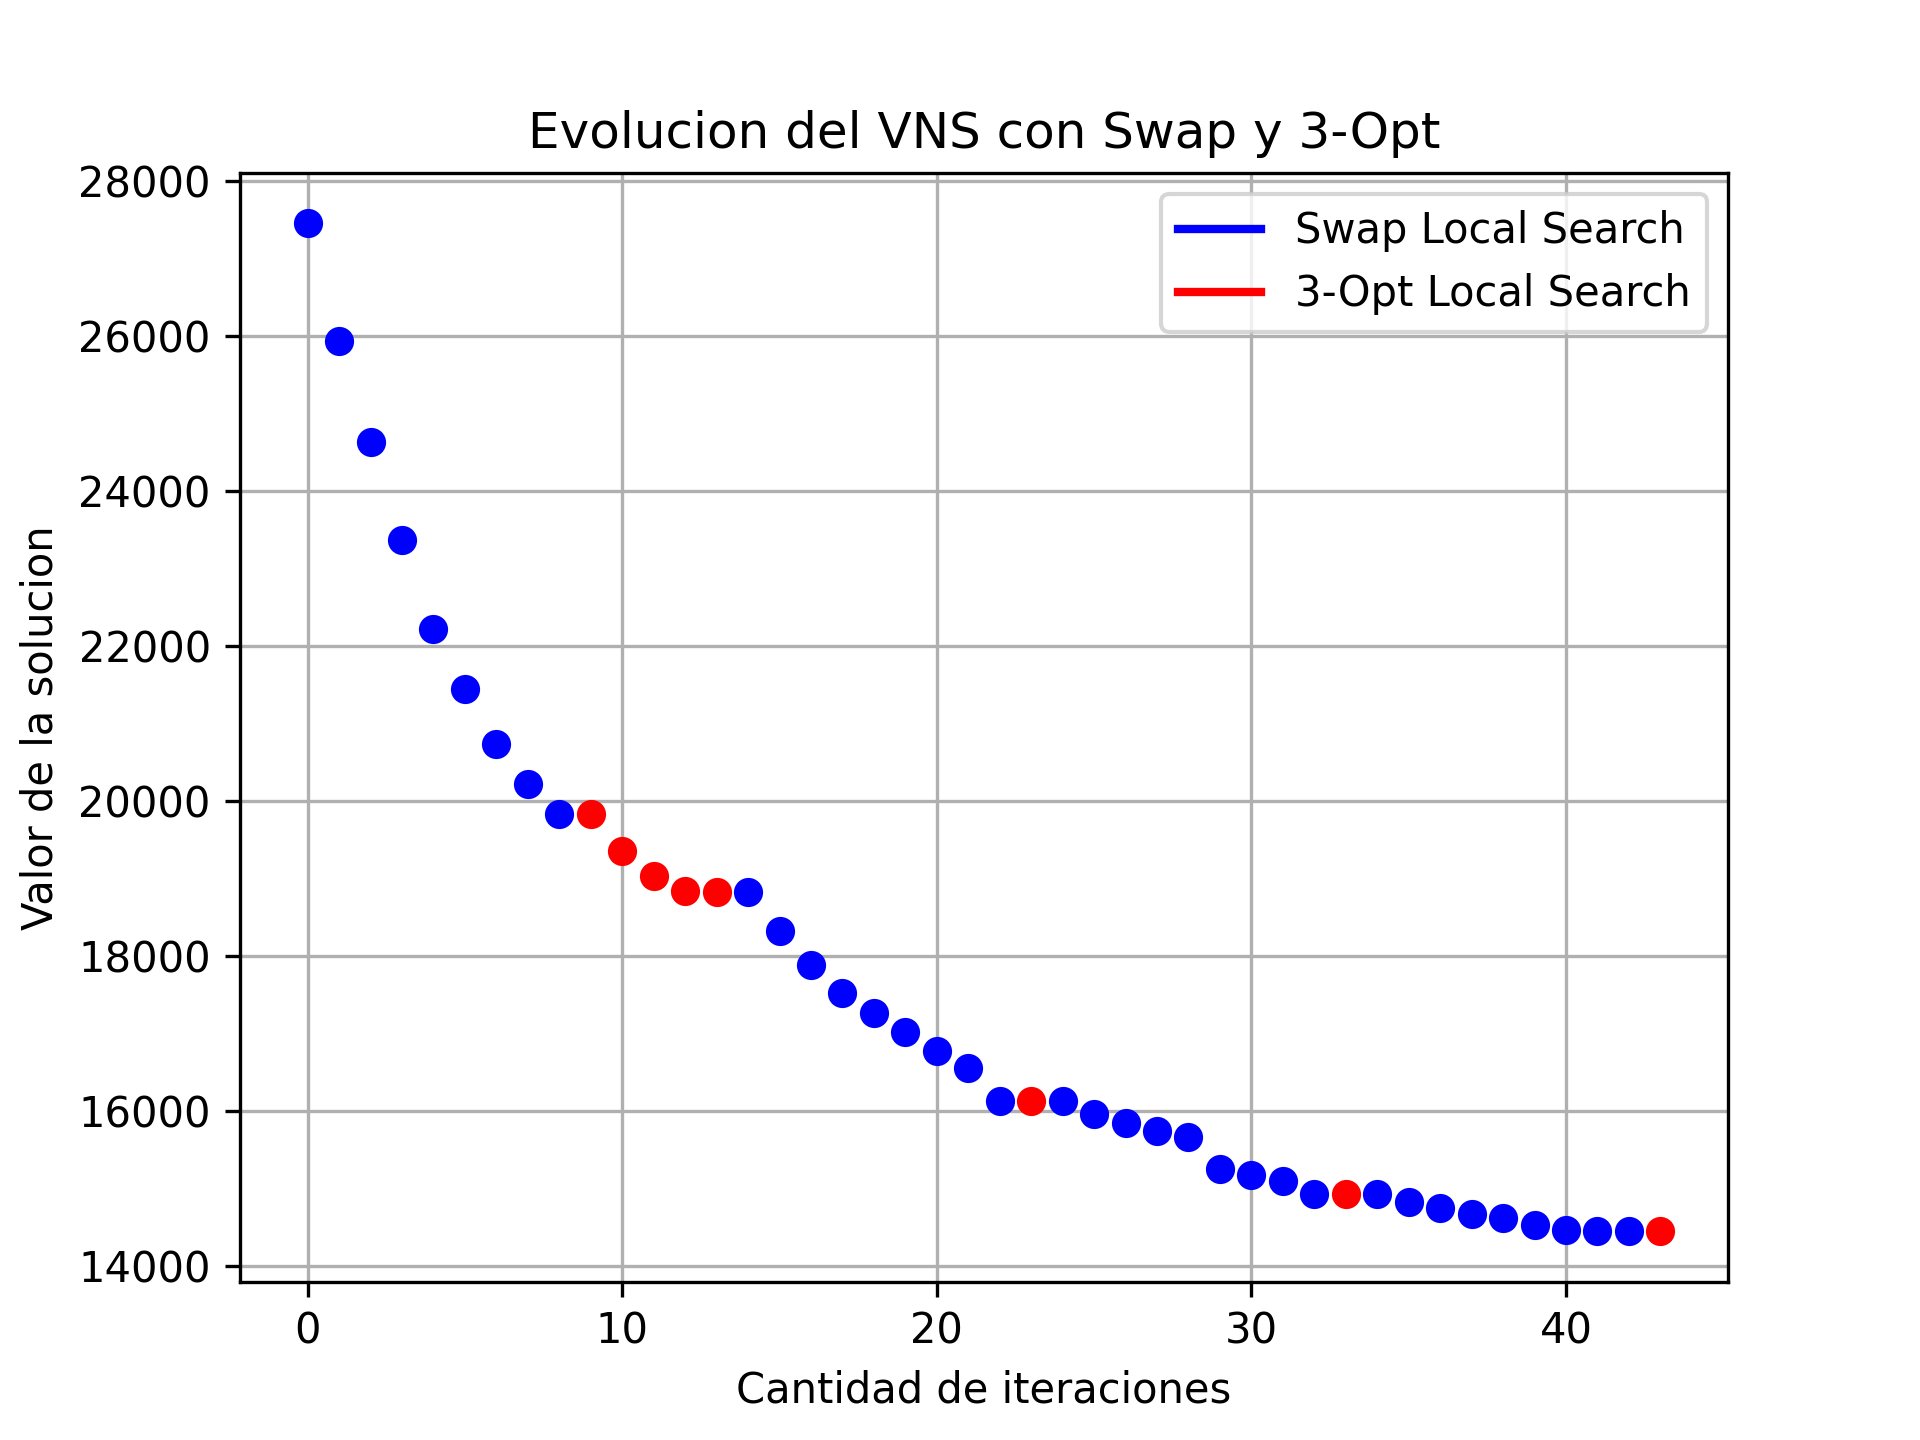 Evolucion del VNS con Swap y 3-Opt
28000
26000
24000
22000
20000
18000
16000
14000
Valor de la solucion
Swap Local Search
3-Opt Local Search
0 10 20 30 40
Cantidad de iteraciones